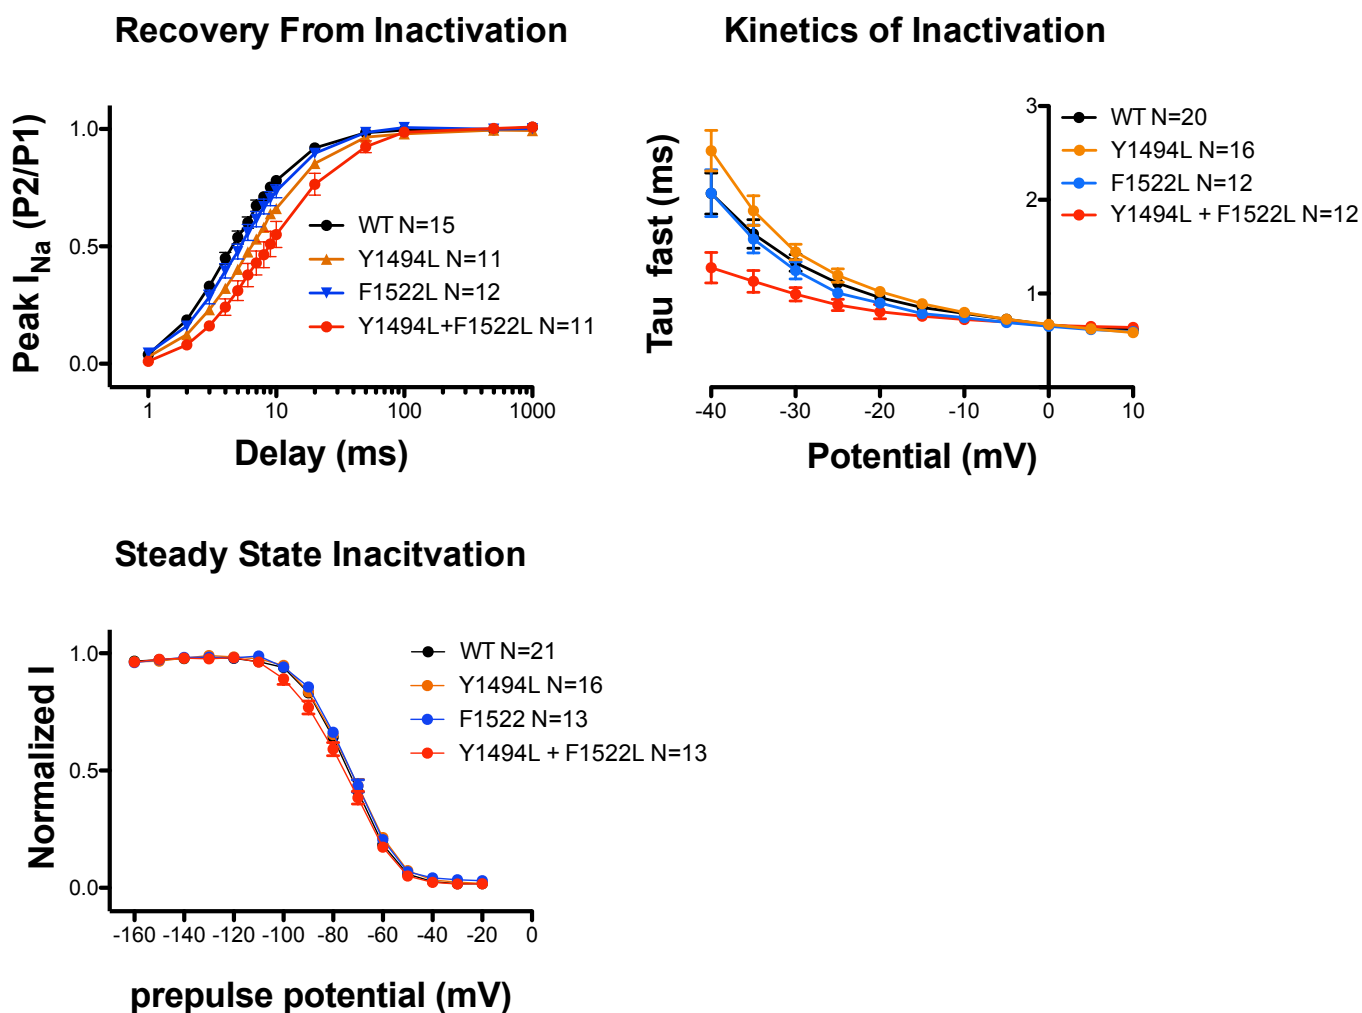 Recovery From Inactivation
Peak INa (P2/P1)
1.0
0.5
0.0
WT N=15
Y1494L N=11
F1522L N=12
Y1494L+F1522L N=11
1 10 100 1000
Delay (ms)
Kinetics of Inactivation
Tau fast (ms)
3
2
1
WT N=20
Y1494L N=16
F1522L N=12
Y1494L + F1522L N=12
-40 -30 -20 -10 0 10
Potential (mV)
Steady State Inacitvation
Normalized I
1.0
0.5
0.0
WT N=21
Y1494L N=16
F1522 N=13
Y1494L + F1522L N=13
-160 -140 -120 -100 -80 -60 -40 -20 0
prepulse potential (mV)